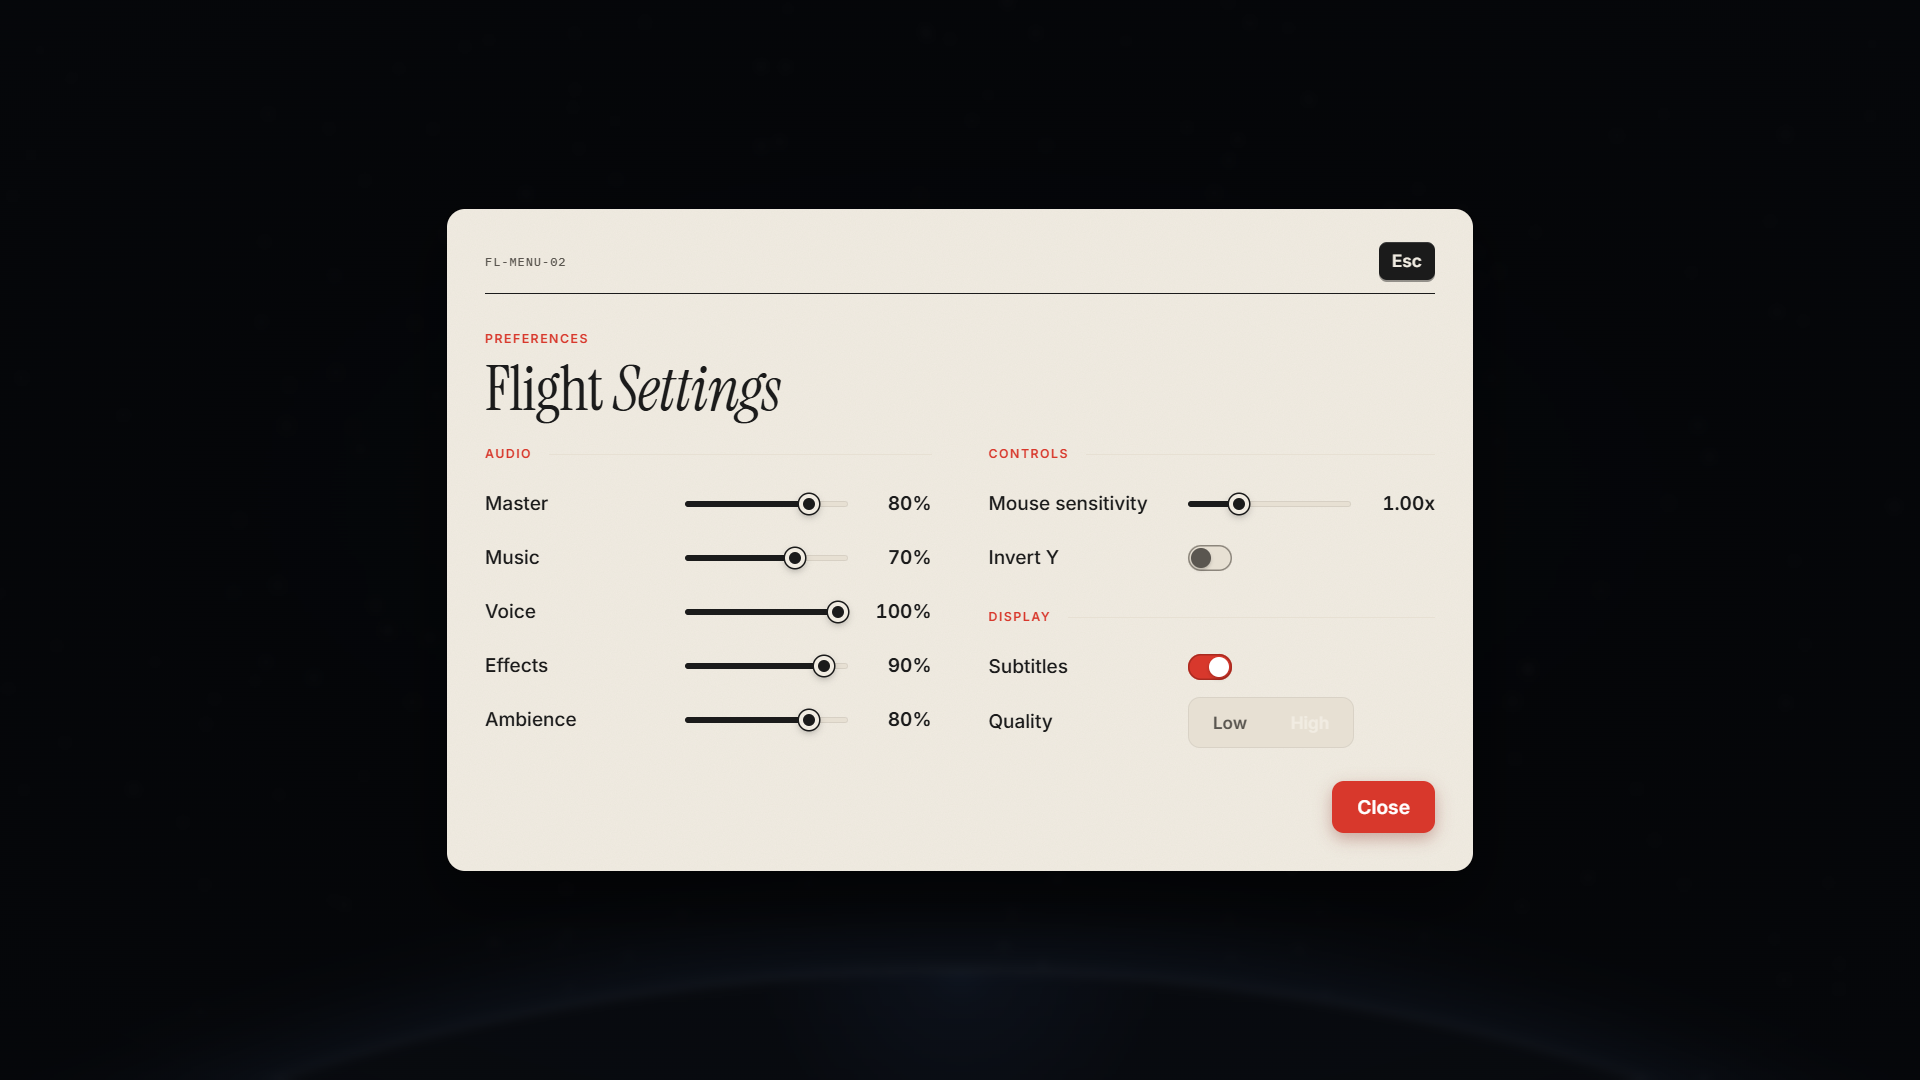 FL-MENU-02
Esc
PREFERENCES
Flight Settings
AUDIO
Master 80%
Music 70%
Voice 100%
Effects 90%
Ambience 80%
CONTROLS
Mouse sensitivity 1.00x
Invert Y
DISPLAY
Subtitles
Quality Low High
Close